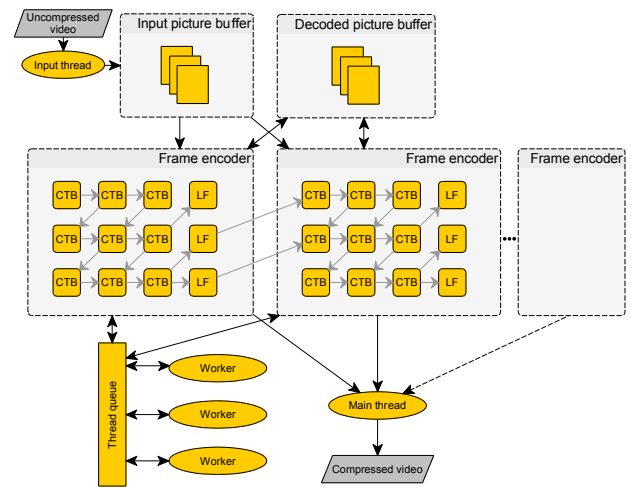 Uncompressed
video
Input thread
Input picture buffer
Decoded picture buffer
Frame encoder
CTB CTB CTB LF
CTB CTB CTB LF
CTB CTB CTB LF
Frame encoder
CTB CTB CTB LF
CTB CTB CTB LF
CTB CTB CTB LF
Frame encoder
Thread queue
Worker
Worker
Worker
Main thread
Compressed video